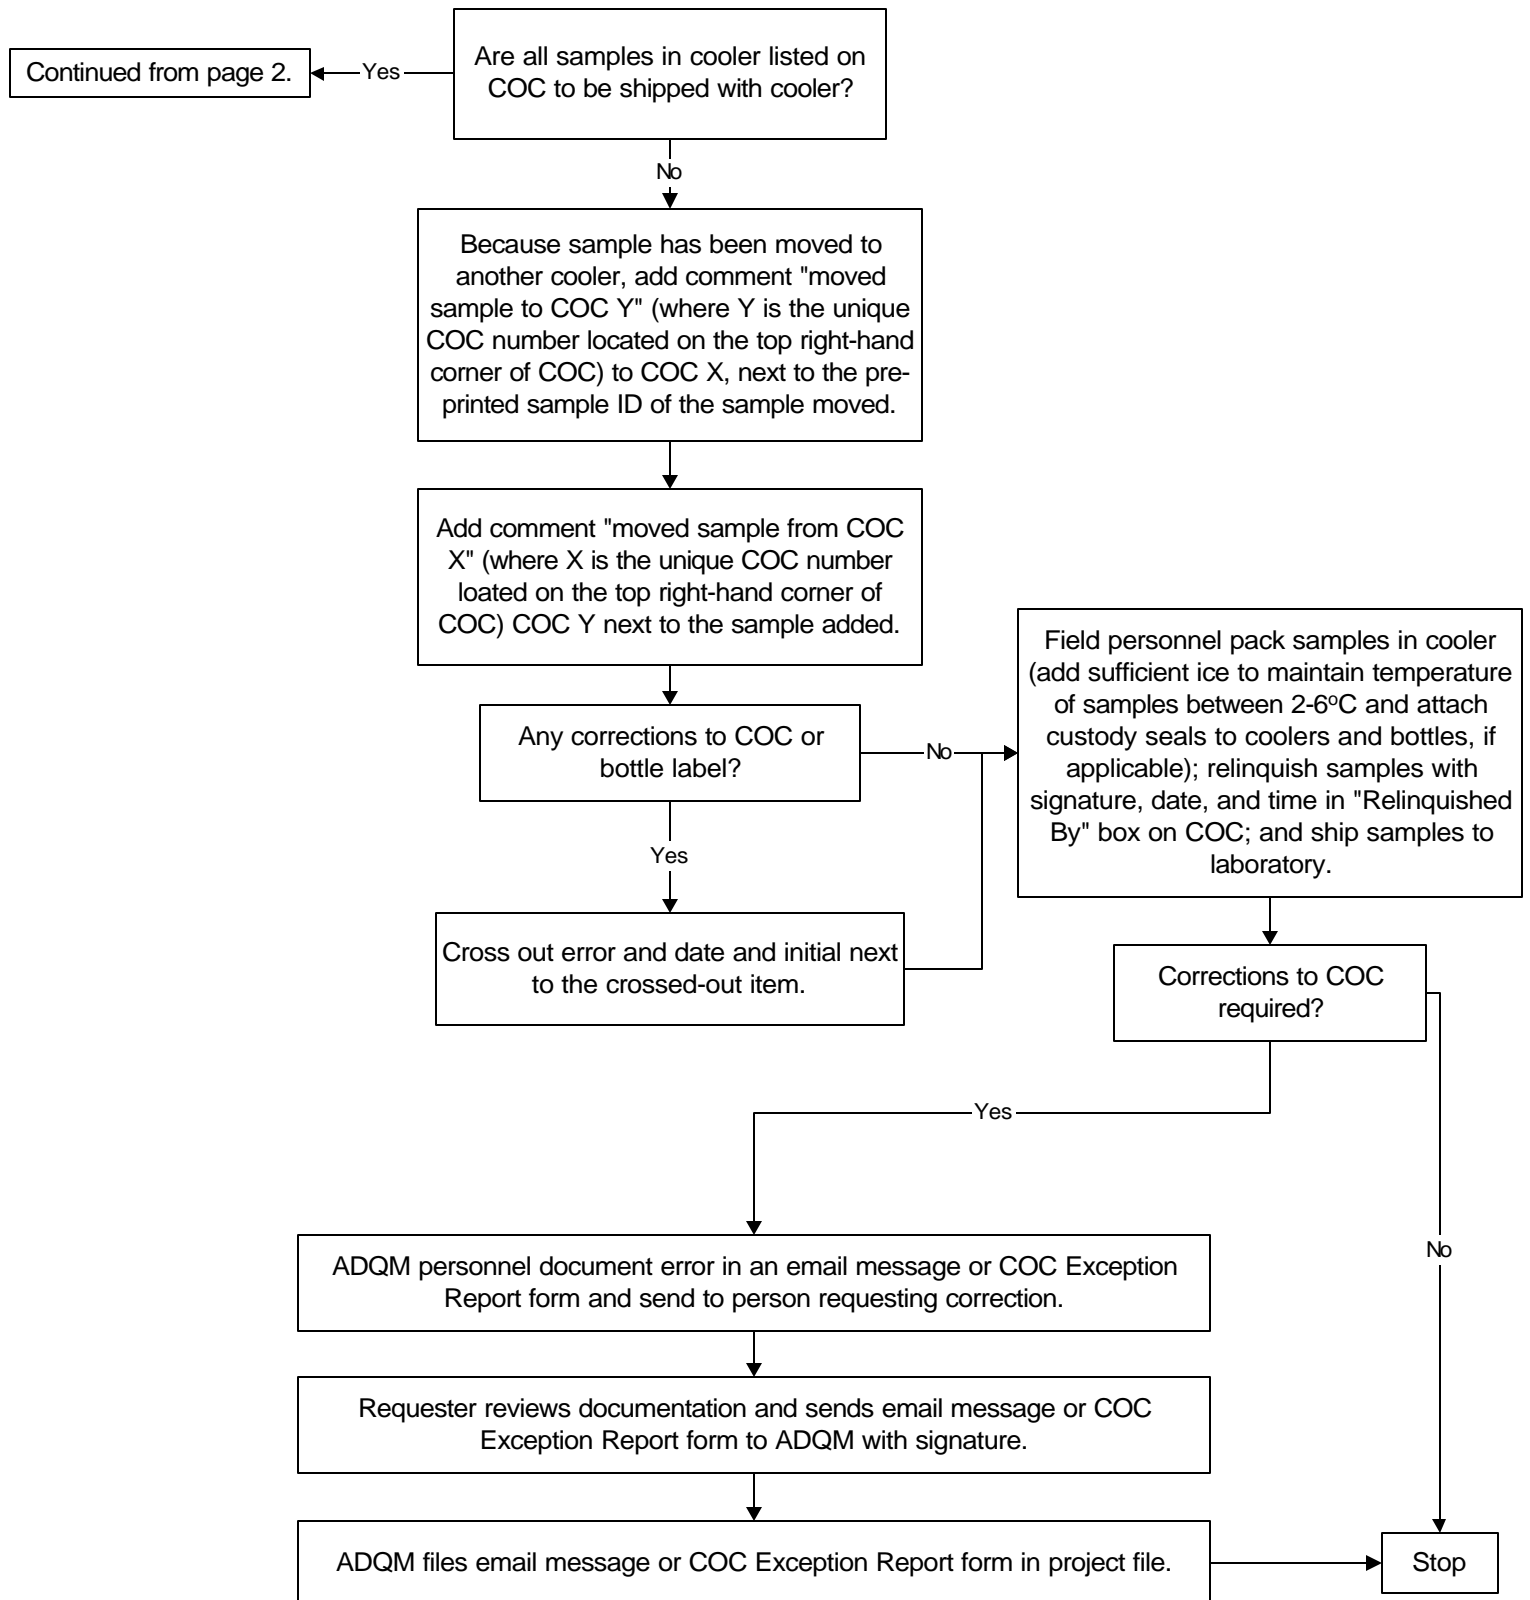 Are all samples in cooler listed on
COC to be shipped with cooler?
Yes
Continued from page 2.
No
Because sample has been moved to
another cooler, add comment "moved
sample to COC Y" (where Y is the unique
COC number located on the top right-hand
corner of COC) to COC X, next to the pre-
printed sample ID of the sample moved.
Add comment "moved sample from COC
X" (where X is the unique COC number
loated on the top right-hand corner of
COC) COC Y next to the sample added.
Any corrections to COC or
bottle label?
No
Yes
Cross out error and date and initial next
to the crossed-out item.
Field personnel pack samples in cooler
(add sufficient ice to maintain temperature
of samples between 2-6ºC and attach
custody seals to coolers and bottles, if
applicable); relinquish samples with
signature, date, and time in "Relinquished
By" box on COC; and ship samples to
laboratory.
Corrections to COC
required?
Yes
No
ADQM personnel document error in an email message or COC Exception
Report form and send to person requesting correction.
Requester reviews documentation and sends email message or COC
Exception Report form to ADQM with signature.
ADQM files email message or COC Exception Report form in project file.
Stop